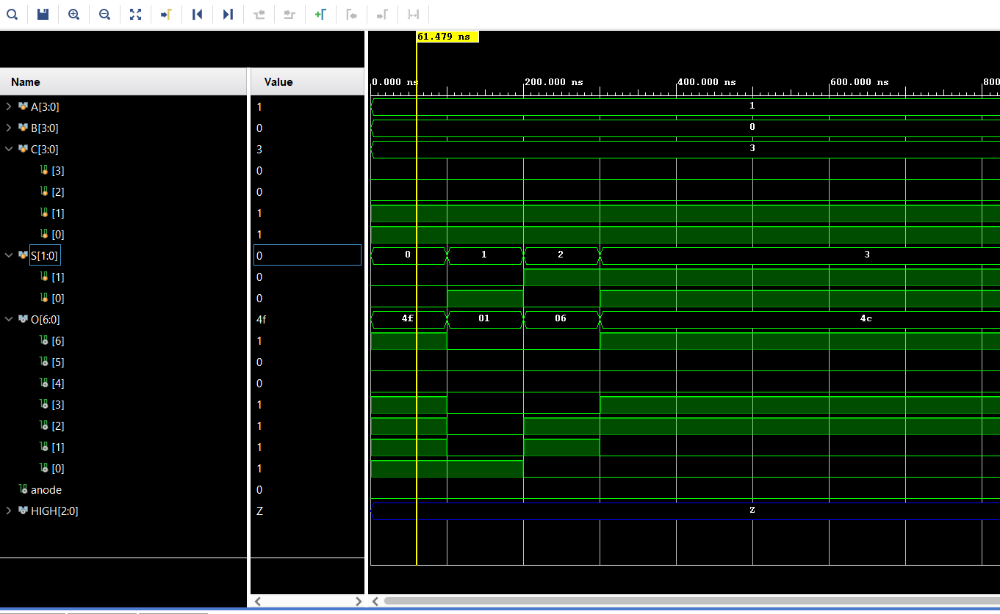 61.479 ns
Name Value 0.000 ns 200.000 ns 400.000 ns 600.000 ns 800
A[3:0] 1 1
B[3:0] 0 0
C[3:0] 3 3
[3] 0
[2] 0
[1] 1
[0] 1
S[1:0] 0 0 1 2 3
[1] 0
[0] 0
O[6:0] 4f 4f 01 06 4c
[6] 1
[5] 0
[4] 0
[3] 1
[2] 1
[1] 1
[0] 1
anode 0
HIGH[2:0] Z Z